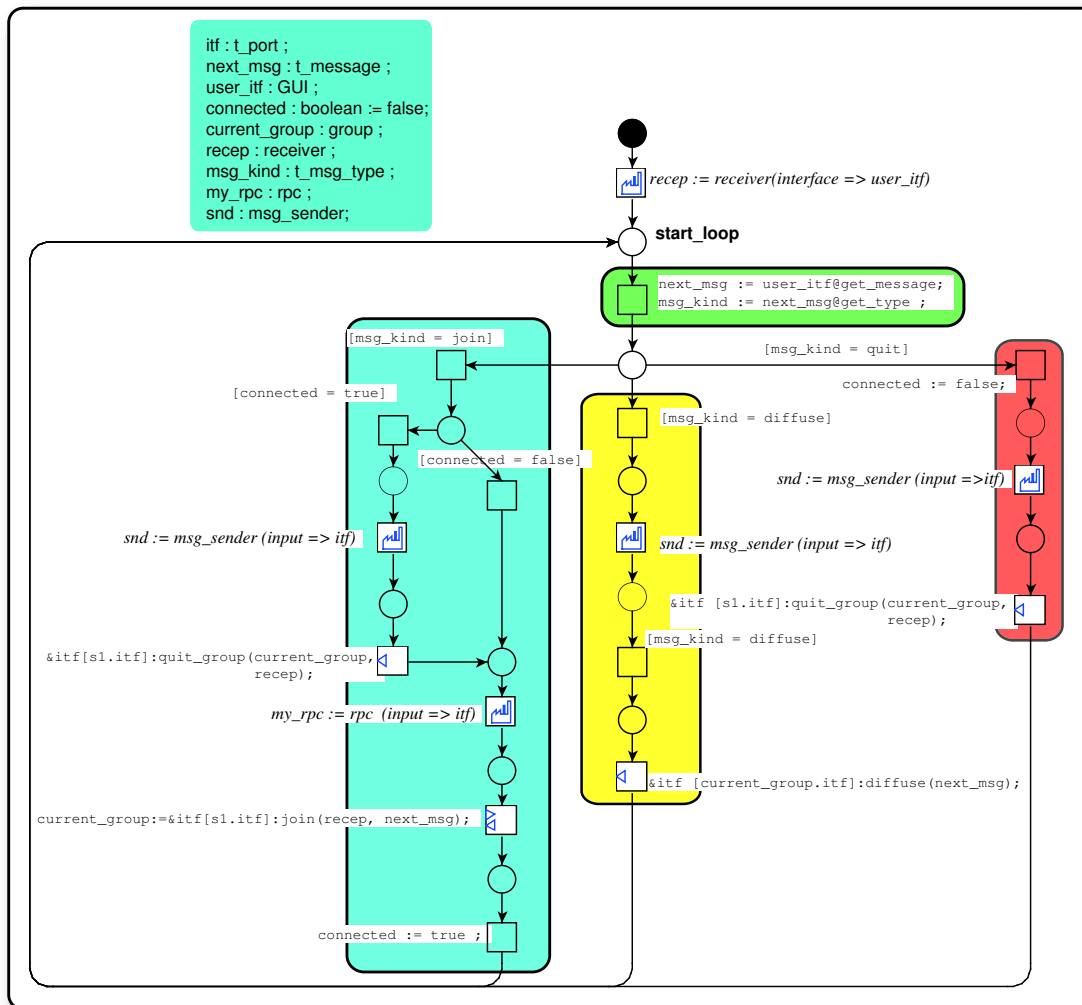 itf : t_port ;
next_msg : t_message ;
user_itf : GUI ;
connected : boolean := false;
current_group : group ;
recep : receiver ;
msg_kind : t_msg_type ;
my_rpc : rpc ;
snd : msg_sender;
recep := receiver(interface => user_itf)
start_loop
next_msg := user_itf@get_message;
msg_kind := next_msg@get_type ;
[msg_kind = join]
[msg_kind = quit]
[connected = true]
connected := false;
[msg_kind = diffuse]
[connected = false]
snd := msg_sender (input =>itf)
snd := msg_sender (input => itf)
snd := msg_sender (input => itf)
&itf [s1.itf]:quit_group(current_group,
recep);
[msg_kind = diffuse]
&itf[s1.itf]:quit_group(current_group,
recep);
my_rpc := rpc (input => itf)
&itf [current_group.itf]:diffuse(next_msg);
current_group:=&itf[s1.itf]:join(recep, next_msg);
connected := true ;